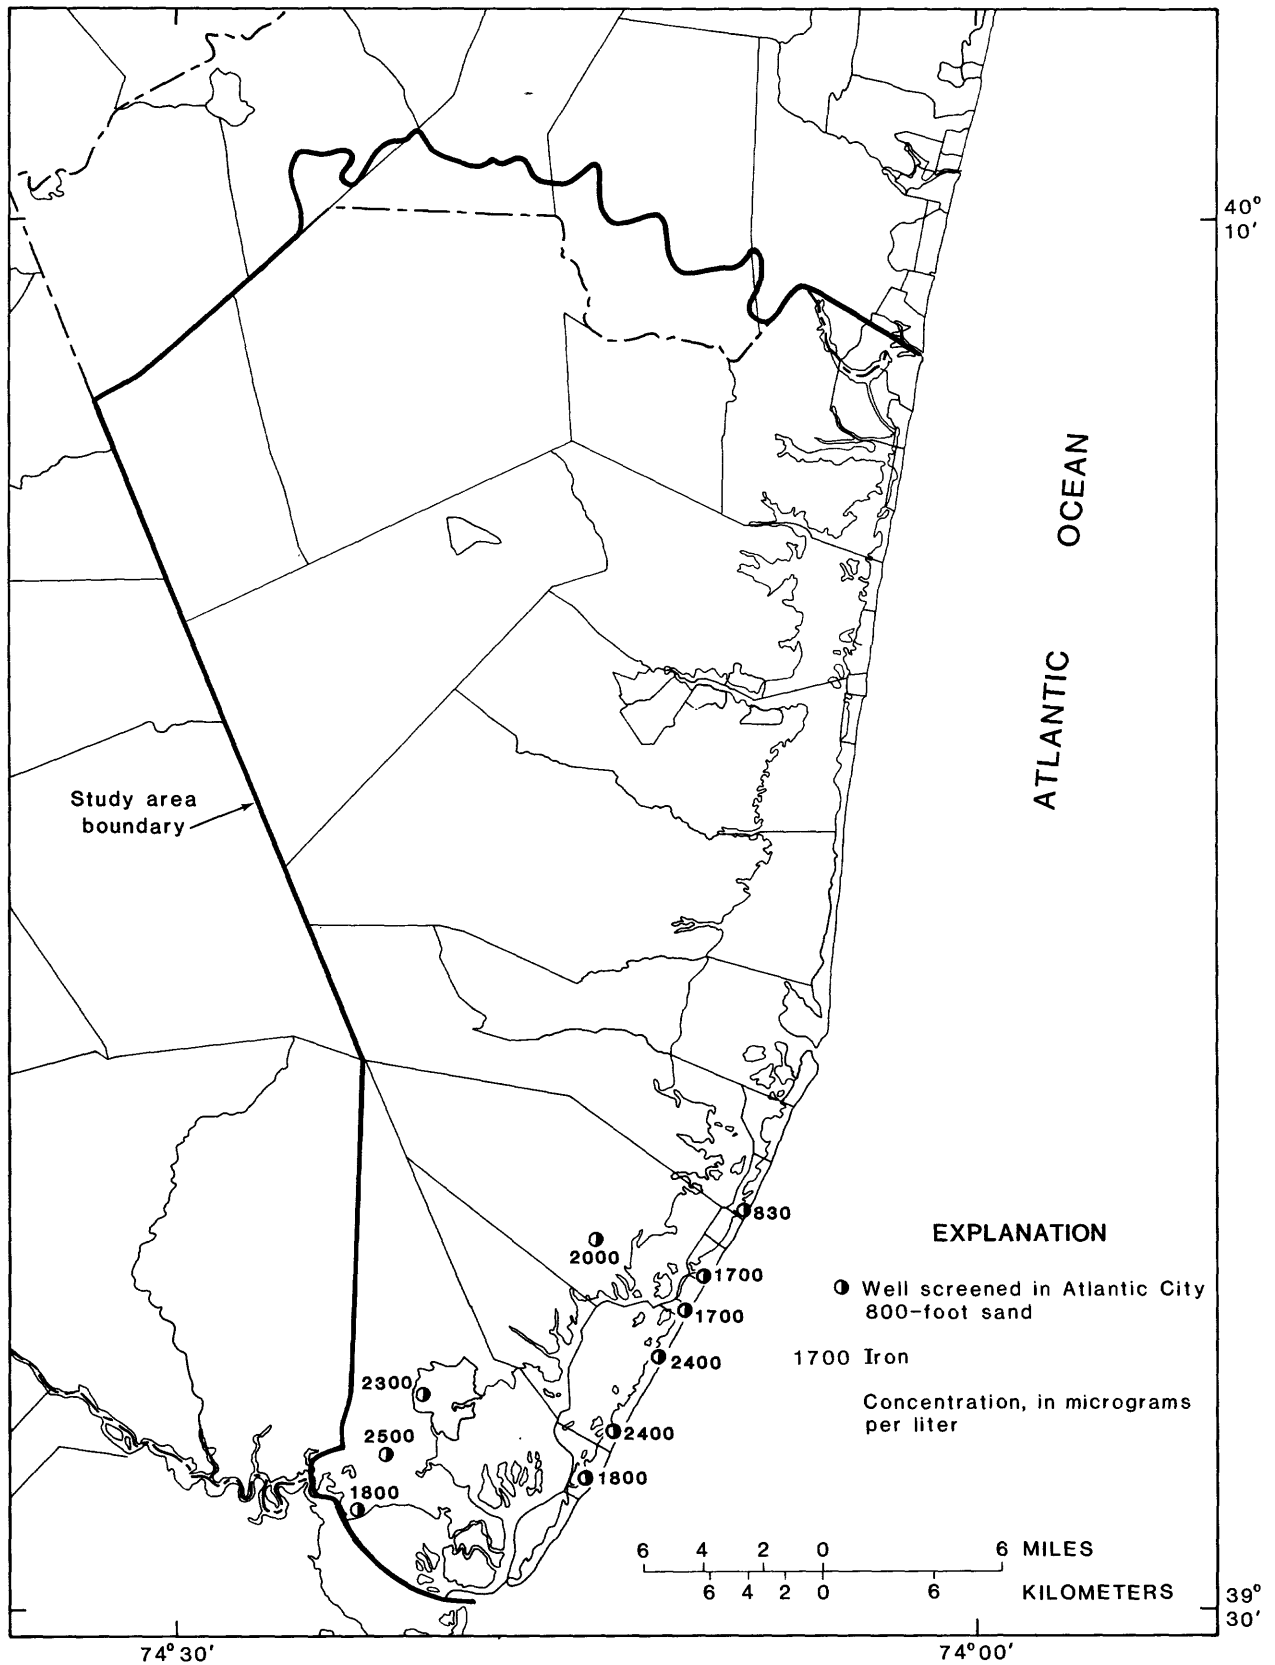 40°
10'
OCEAN
ATLANTIC
Study area
boundary
830
2000
1700
1700
2400
2300
2400
2500
1800
1800
EXPLANATION
Well screened in Atlantic City
800-foot sand
1700 Iron
Concentration, in micrograms
per liter
6 4 2 0 6 MILES
6 4 2 0 6 KILOMETERS
39°
30'
74°30' 74°00'